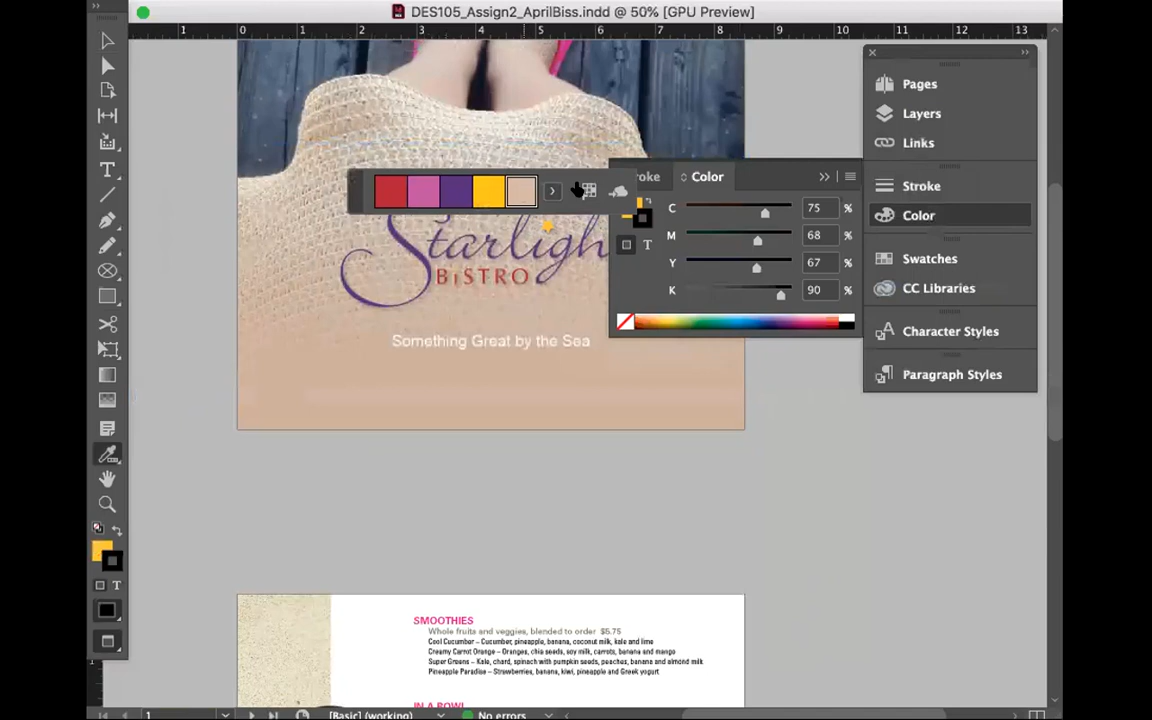 DES105_Assign2_AprilBiss.indd @ 50% [GPU Preview]
1 0 1 2 3 4 5 6 7 8 9 10 11 12 13
Pages
Layers
Links
Stroke
Color
Swatches
CC Libraries
Character Styles
Paragraph Styles
oke Color
C 75 %
M 68 %
Y 67 %
K 90 %
T
Starligh
BISTRO
Something Great by the Sea
SMOOTHIES
Whole fruits and veggies, blended to order $5.75
Cool Cucumber – Cucumber, pineapple, banana, coconut milk, kale and lime
Creamy Carrot Orange – Oranges, chia seeds, soy milk, carrots, banana and mango
Super Greens – Kale, chard, spinach with pumpkin seeds, peaches, banana and almond milk
Pineapple Paradise – Strawberries, banana, kiwi, pineapple and Greek yogurt
IN A BOWL
T
1 [Basic] (working) No errors